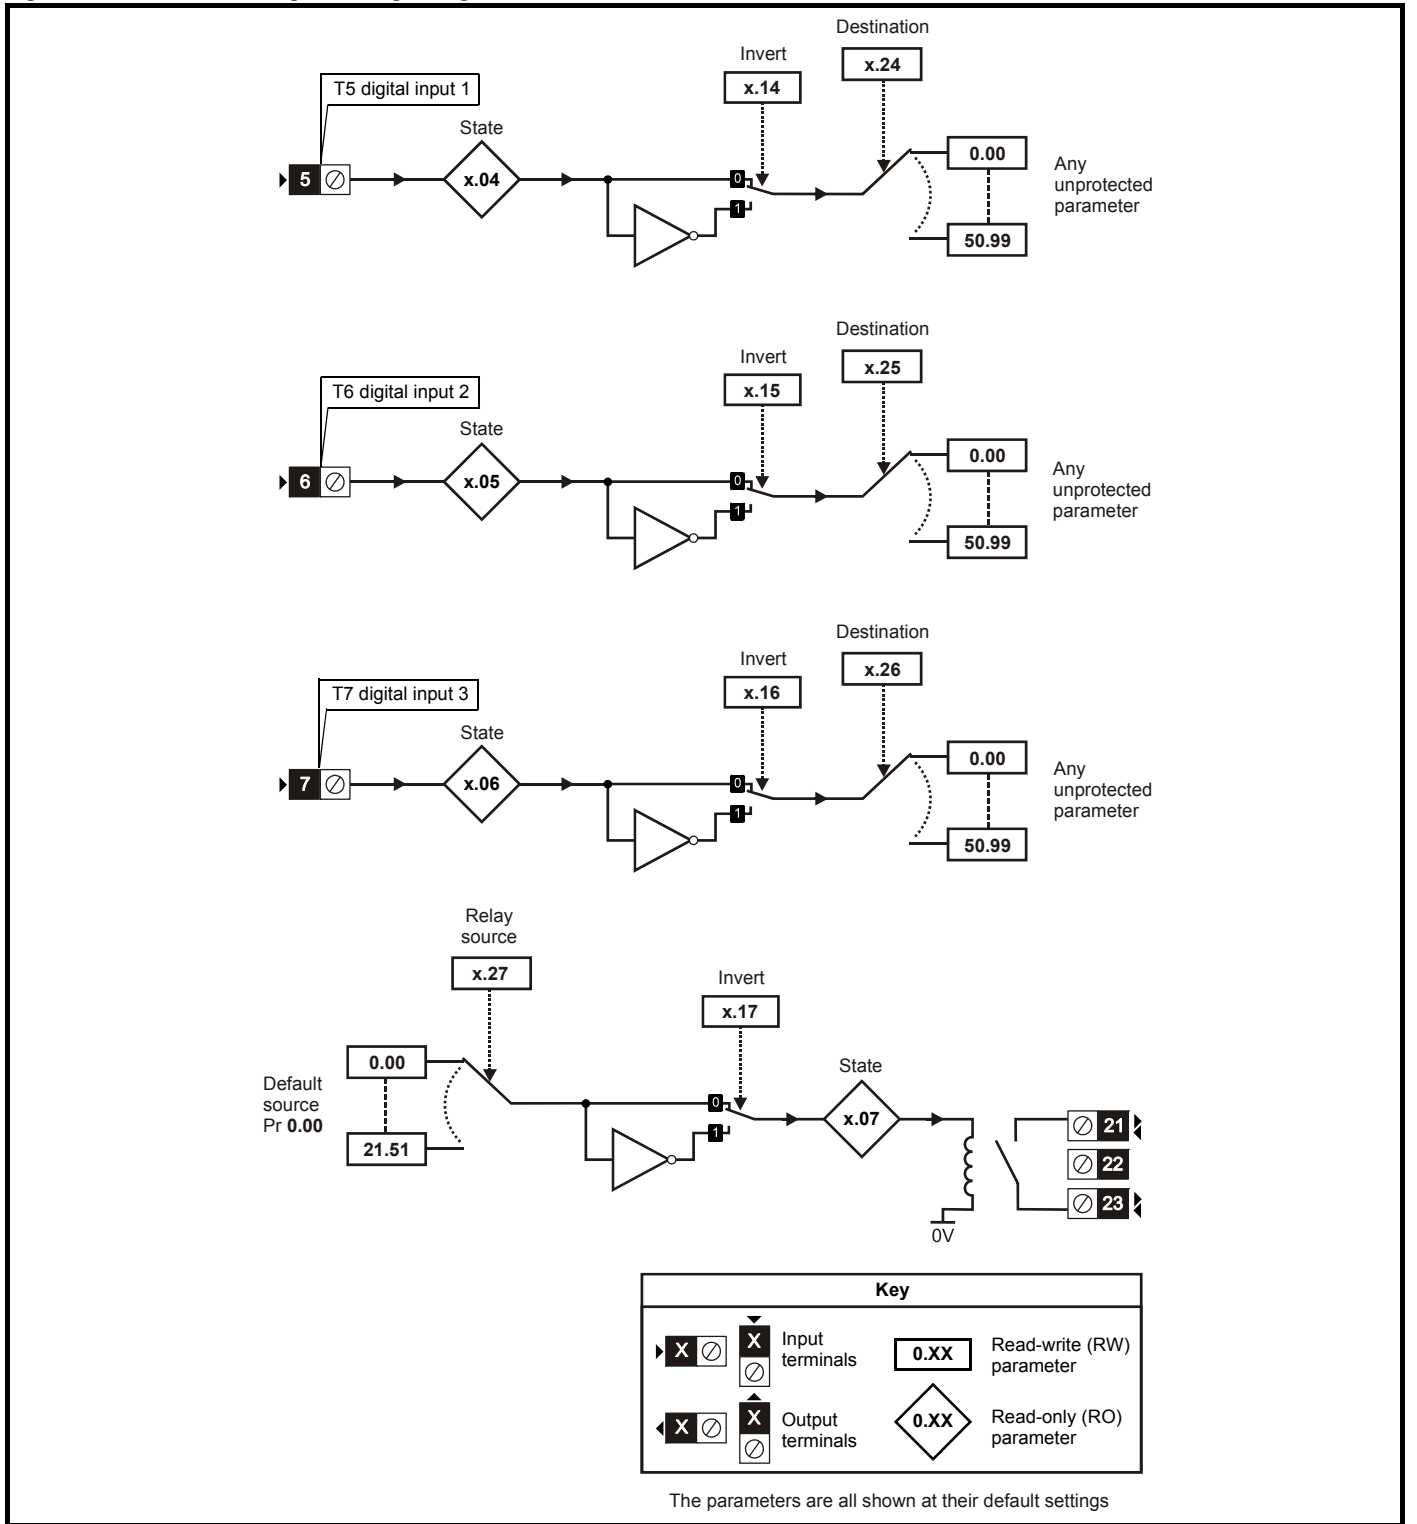 Destination
Invert
x.24
x.14
T5 digital input 1
State
0
0.00
5
x.04
1
Any
unprotected
parameter
50.99
Destination
Invert
x.25
x.15
T6 digital input 2
State
0
0.00
6
x.05
1
Any
unprotected
parameter
50.99
Destination
Invert
x.26
x.16
T7 digital input 3
State
0
0.00
7
x.06
1
Any
unprotected
parameter
50.99
Relay
source
x.27
Invert
x.17
0.00
State
Default
source
Pr 0.00
0
1
x.07
21
21.51
22
23
0V
Key
X
X
Input
terminals
0.XX
Read-write (RW)
parameter
X
X
Output
terminals
0.XX
Read-only (RO)
parameter
The parameters are all shown at their default settings